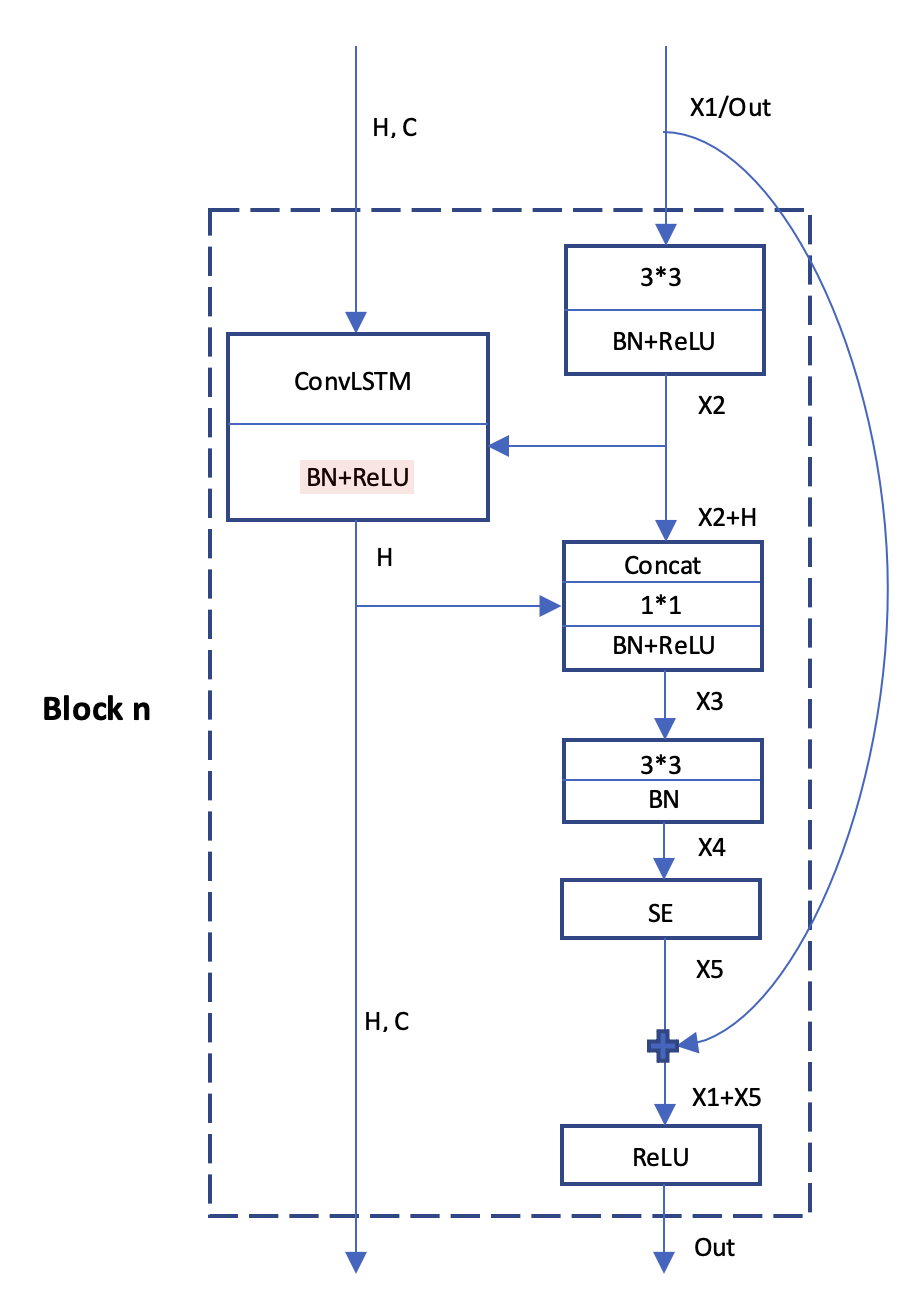 X1/Out
H, C
3*3
BN+ReLU
ConvLSTM
X2
BN+ReLU
X2+H
H
Concat
1*1
BN+ReLU
X3
Block n
3*3
BN
X4
SE
X5
H, C
X1+X5
ReLU
Out